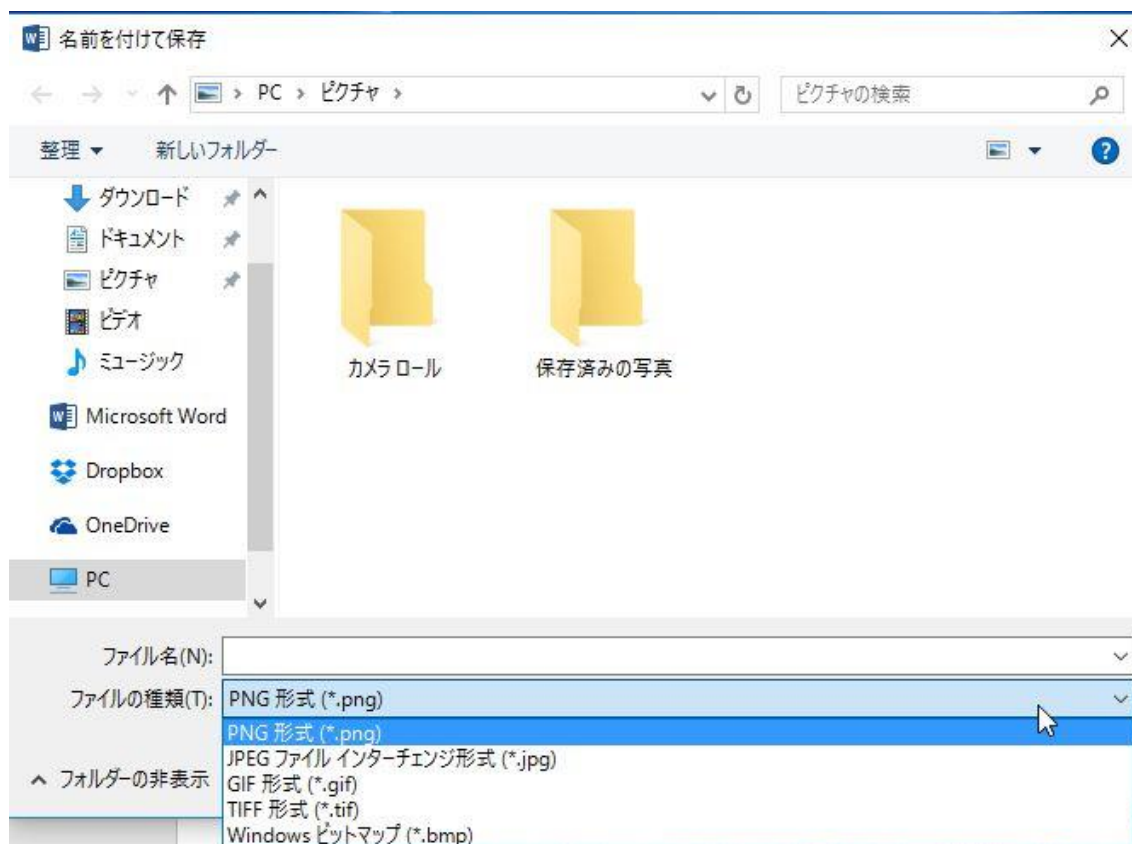 名前を付けて保存
PC › ピクチャ ›
ピクチャの検索
整理
新しいフォルダー
ダウンロード
ドキュメント
ピクチャ
ビデオ
ミュージック
Microsoft Word
Dropbox
OneDrive
PC
カメラ ロール
保存済みの写真
ファイル名(N):
ファイルの種類(T): PNG 形式 (*.png)
PNG 形式 (*.png)
JPEG ファイル インターチェンジ形式 (*.jpg)
GIF 形式 (*.gif)
TIFF 形式 (*.tif)
Windows ビットマップ (*.bmp)
フォルダーの非表示